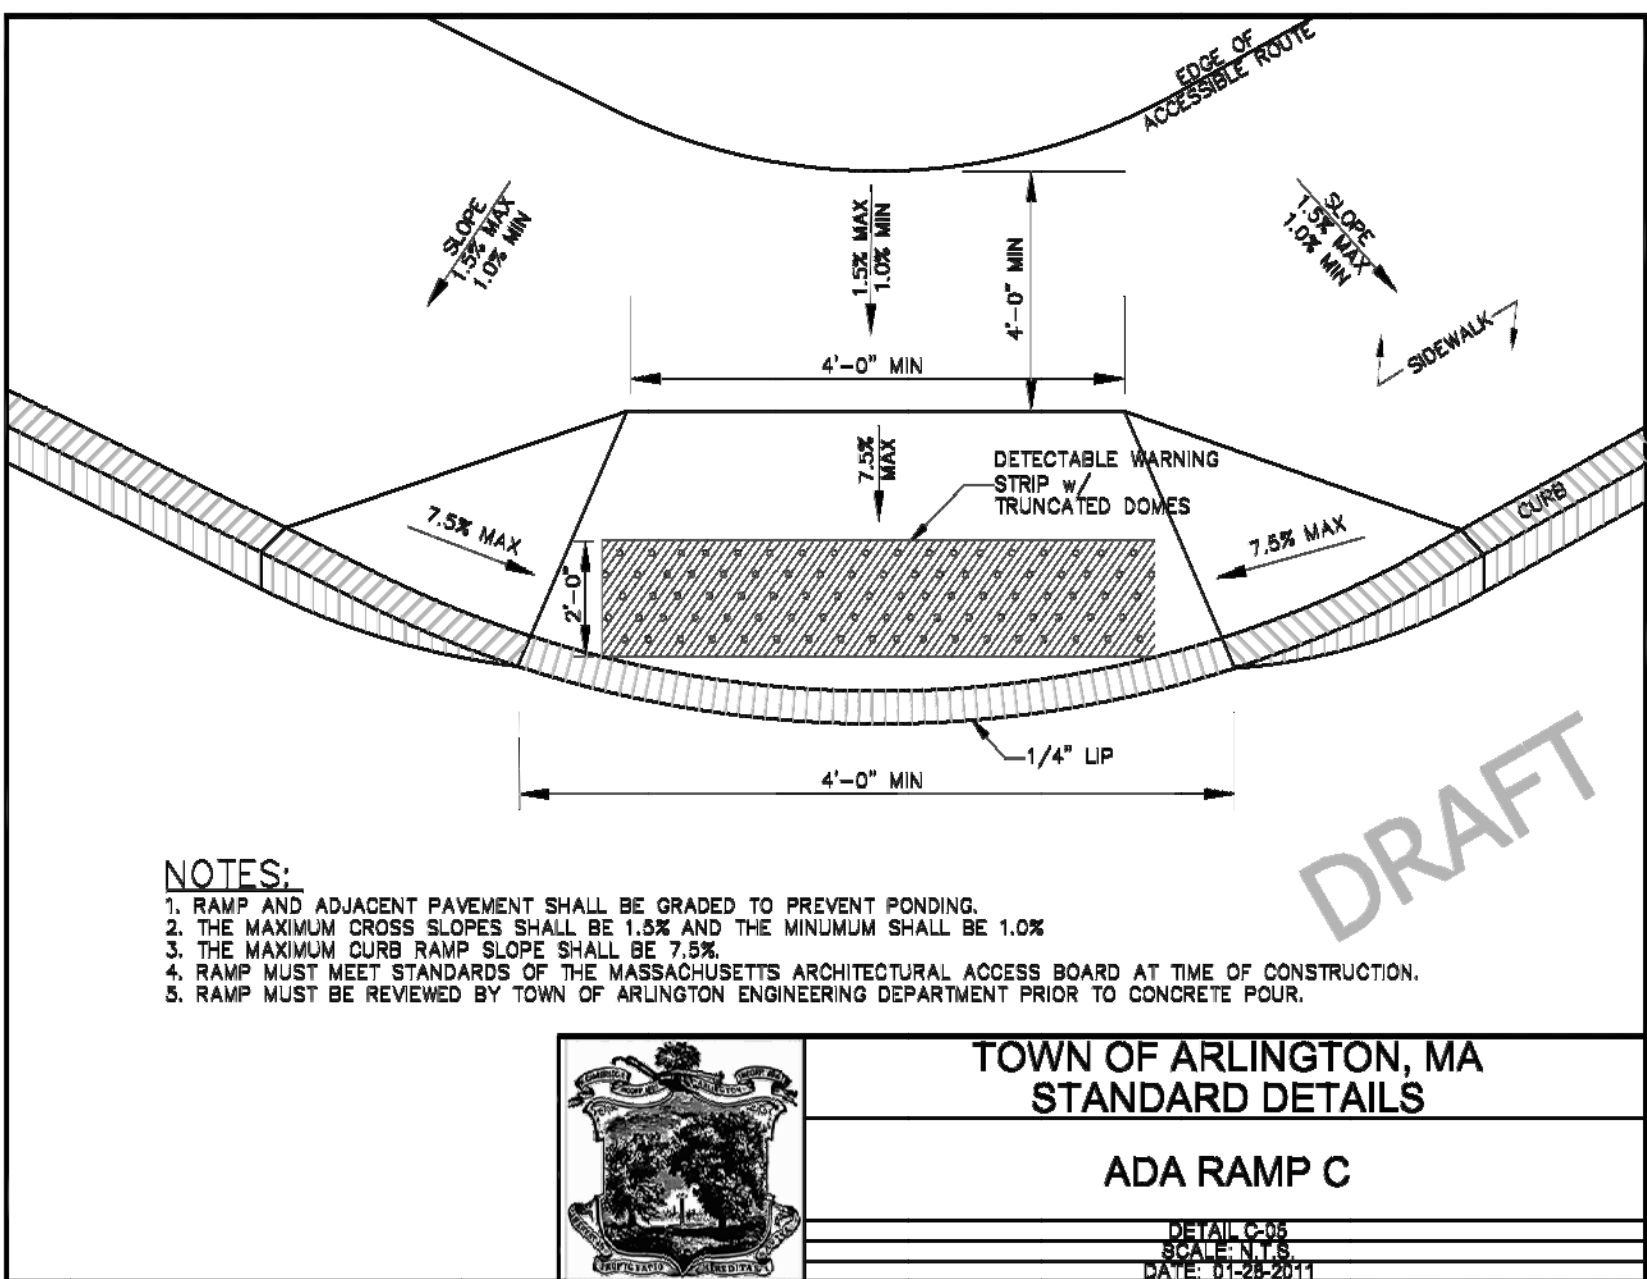 EDGE OF
ACCESSIBLE ROUTE
SLOPE
1.5% MAX
1.0% MIN
1.5% MAX
1.0% MIN
4'-0" MIN
SLOPE
1.5% MAX
1.0% MIN
SIDEWALK
4'-0" MIN
7.5%
MAX
DETECTABLE WARNING
STRIP w/
TRUNCATED DOMES
CURB
7.5% MAX
7.5% MAX
2'-0"
1/4" LIP
4'-0" MIN
DRAFT
NOTES:
1. RAMP AND ADJACENT PAVEMENT SHALL BE GRADED TO PREVENT PONDING.
2. THE MAXIMUM CROSS SLOPES SHALL BE 1.5% AND THE MINUMUM SHALL BE 1.0%
3. THE MAXIMUM CURB RAMP SLOPE SHALL BE 7.5%.
4. RAMP MUST MEET STANDARDS OF THE MASSACHUSETTS ARCHITECTURAL ACCESS BOARD AT TIME OF CONSTRUCTION.
5. RAMP MUST BE REVIEWED BY TOWN OF ARLINGTON ENGINEERING DEPARTMENT PRIOR TO CONCRETE POUR.
TOWN OF ARLINGTON, MA
STANDARD DETAILS
ADA RAMP C
DETAIL C-05
SCALE: N.T.S.
DATE: 01-28-2011